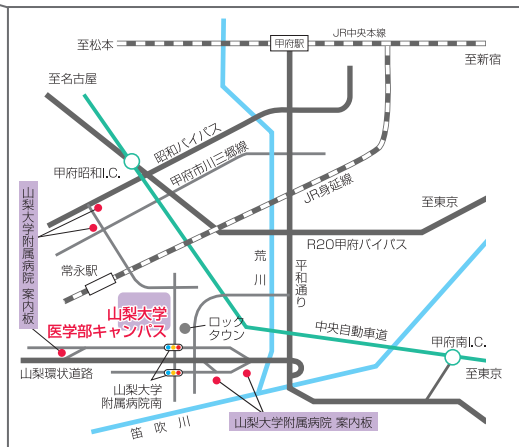 JR中央本線
至松本
甲府駅
至新宿
至名古屋
昭和バイパス
甲府昭和I.C.
甲府市川三郷線
JR身延線
山梨大学附属病院 案内板
至東京
R20甲府バイパス
常永駅
荒川
平和通り
山梨大学
医学部キャンパス
ロック
タウン
中央自動車道
甲府南I.C.
山梨環状道路
至東京
山梨大学
附属病院南
山梨大学附属病院 案内板
笛吹川